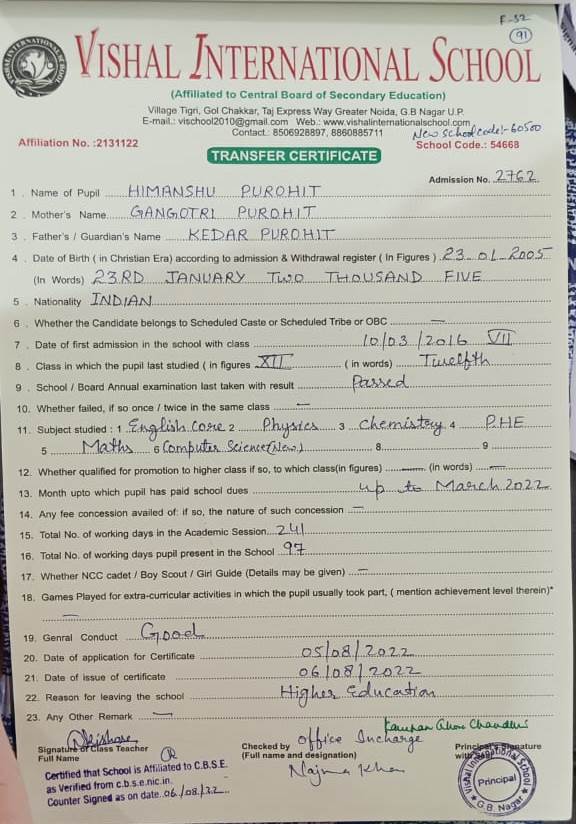 F-52
91
VISHAL INTERNATIONAL SCHOOL
(Affiliated to Central Board of Secondary Education)
Village Tigri, Gol Chakkar, Taj Express Way Greater Noida, G.B Nagar U.P.
E-mail.: vischool2010@gmail.com Web.: www.vishalinternationalschool.com
Contact.: 8506928897, 8860885711
New School Code:- 60500
Affiliation No. :2131122
School Code.: 54668
TRANSFER CERTIFICATE
Admission No. 2762
1 . Name of Pupil HIMANSHU PUROHIT
2 . Mother's Name GANGOTRI PUROHIT
3 . Father's / Guardian's Name KEDAR PUROHIT
4 . Date of Birth ( in Christian Era) according to admission & Withdrawal register ( In Figures ) 23-01-2005
(In Words) 23RD JANUARY TWO THOUSAND FIVE
5 . Nationality INDIAN
6 . Whether the Candidate belongs to Scheduled Caste or Scheduled Tribe or OBC —
7 . Date of first admission in the school with class 10/03/2016 VII
8 . Class in which the pupil last studied ( in figures XII ( in words) Twelfth
9 . School / Board Annual examination last taken with result Passed
10. Whether failed, if so once / twice in the same class —
11. Subject studied : 1 English Core 2 Physics 3 Chemistery 4 P.HE
5 Maths 6 Computer Science(New) 8 9
12. Whether qualified for promotion to higher class if so, to which class(in figures) — (in words) —
13. Month upto which pupil has paid school dues up to March 2022
14. Any fee concession availed of: if so, the nature of such concession —
15. Total No. of working days in the Academic Session 241
16. Total No. of working days pupil present in the School 97
17. Whether NCC cadet / Boy Scout / Girl Guide (Details may be given) —
18. Games Played for extra-curricular activities in which the pupil usually took part, ( mention achievement level therein)*
—
19. Genral Conduct Good
20. Date of application for Certificate 05/08/2022
21. Date of issue of certificate 06/08/2022
22. Reason for leaving the school Higher Education
23. Any Other Remark —
Signature of Class Teacher
Full Name
Checked by Office Incharge
(Full name and designation)
Najma Khan
Principal's Signature
with
Certified that School is Affiliated to C.B.S.E.
as Verified from c.b.s.e.nic.in.
Counter Signed as on date 06/08/22
Vishal International School
Principal
G.B. Nagar